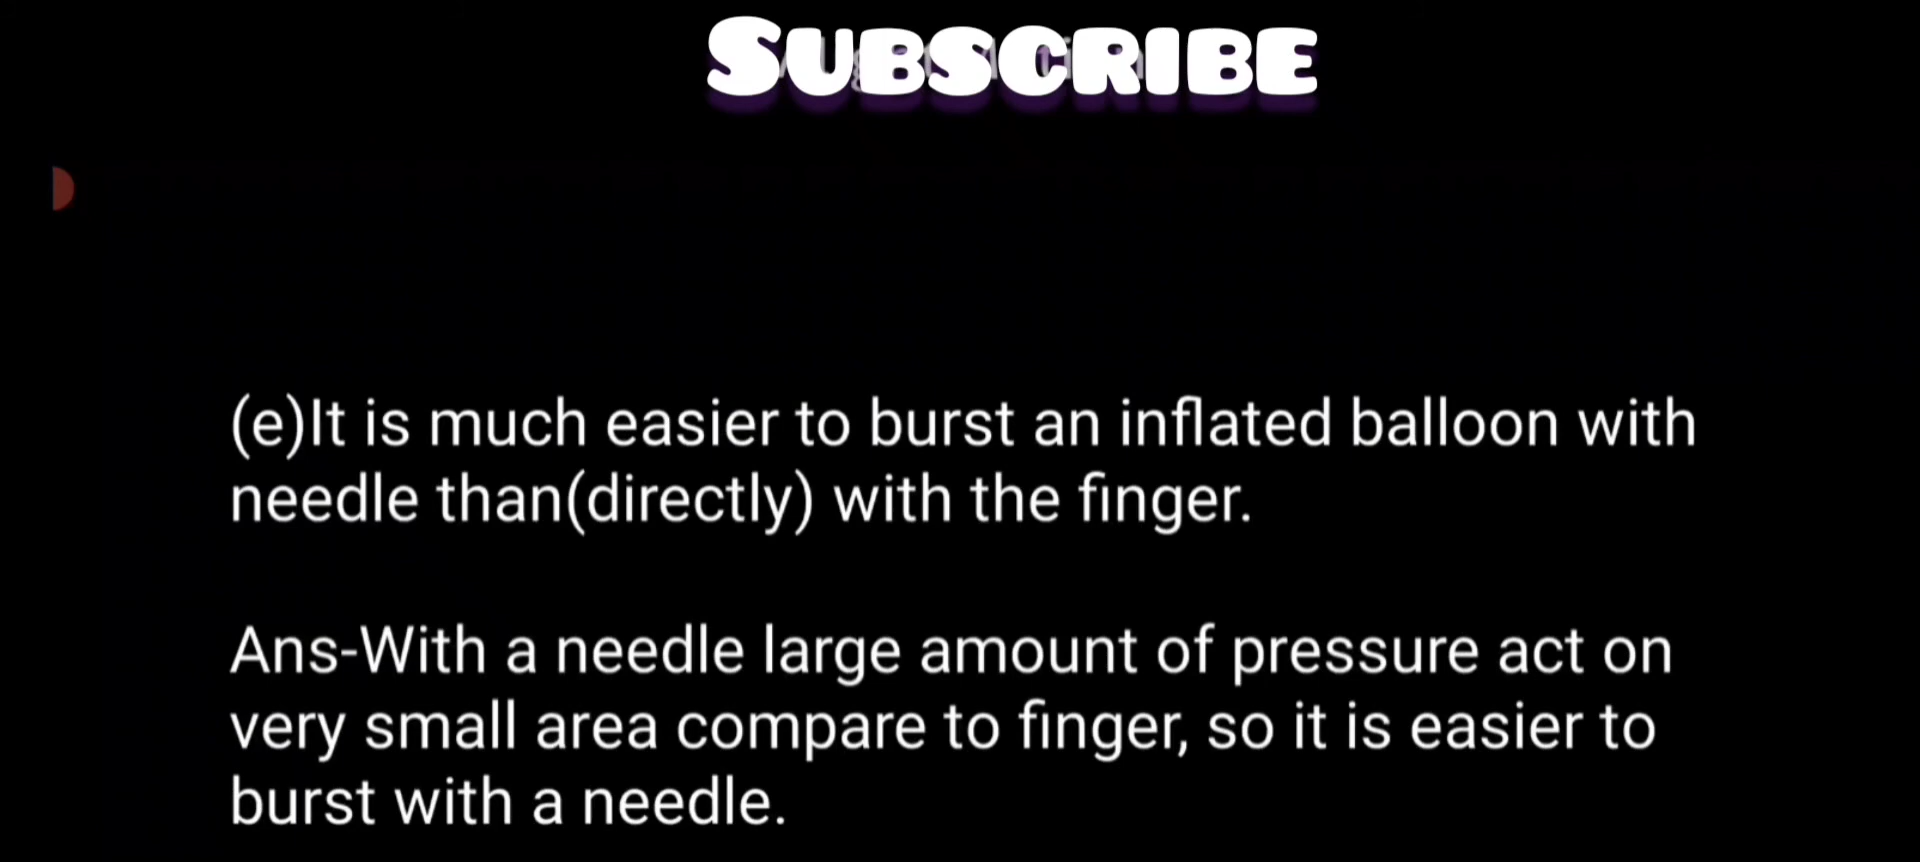 SUBSCRIBE
(e)It is much easier to burst an inflated balloon with
needle than(directly) with the finger.
Ans-With a needle large amount of pressure act on
very small area compare to finger, so it is easier to
burst with a needle.